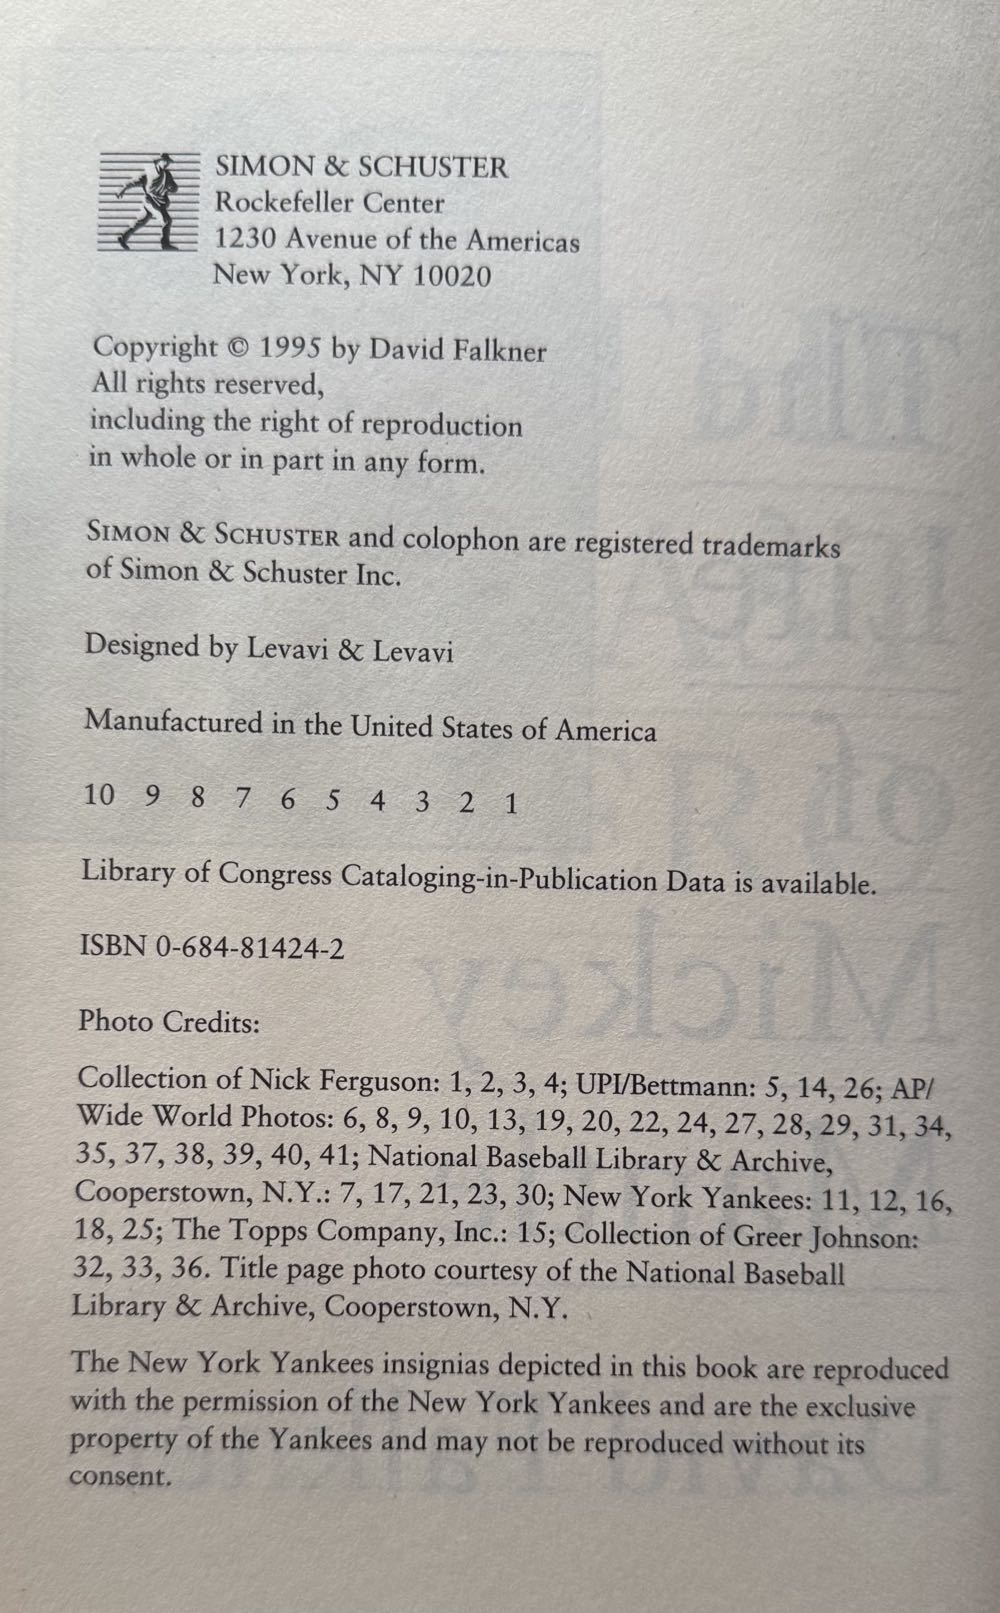 SIMON & SCHUSTER
Rockefeller Center
1230 Avenue of the Americas
New York, NY 10020
Copyright © 1995 by David Falkner
All rights reserved,
including the right of reproduction
in whole or in part in any form.
SIMON & SCHUSTER and colophon are registered trademarks
of Simon & Schuster Inc.
Designed by Levavi & Levavi
Manufactured in the United States of America
10 9 8 7 6 5 4 3 2 1
Library of Congress Cataloging-in-Publication Data is available.
ISBN 0-684-81424-2
Photo Credits:
Collection of Nick Ferguson: 1, 2, 3, 4; UPI/Bettmann: 5, 14, 26; AP/
Wide World Photos: 6, 8, 9, 10, 13, 19, 20, 22, 24, 27, 28, 29, 31, 34,
35, 37, 38, 39, 40, 41; National Baseball Library & Archive,
Cooperstown, N.Y.: 7, 17, 21, 23, 30; New York Yankees: 11, 12, 16,
18, 25; The Topps Company, Inc.: 15; Collection of Greer Johnson:
32, 33, 36. Title page photo courtesy of the National Baseball
Library & Archive, Cooperstown, N.Y.
The New York Yankees insignias depicted in this book are reproduced
with the permission of the New York Yankees and are the exclusive
property of the Yankees and may not be reproduced without its
consent.